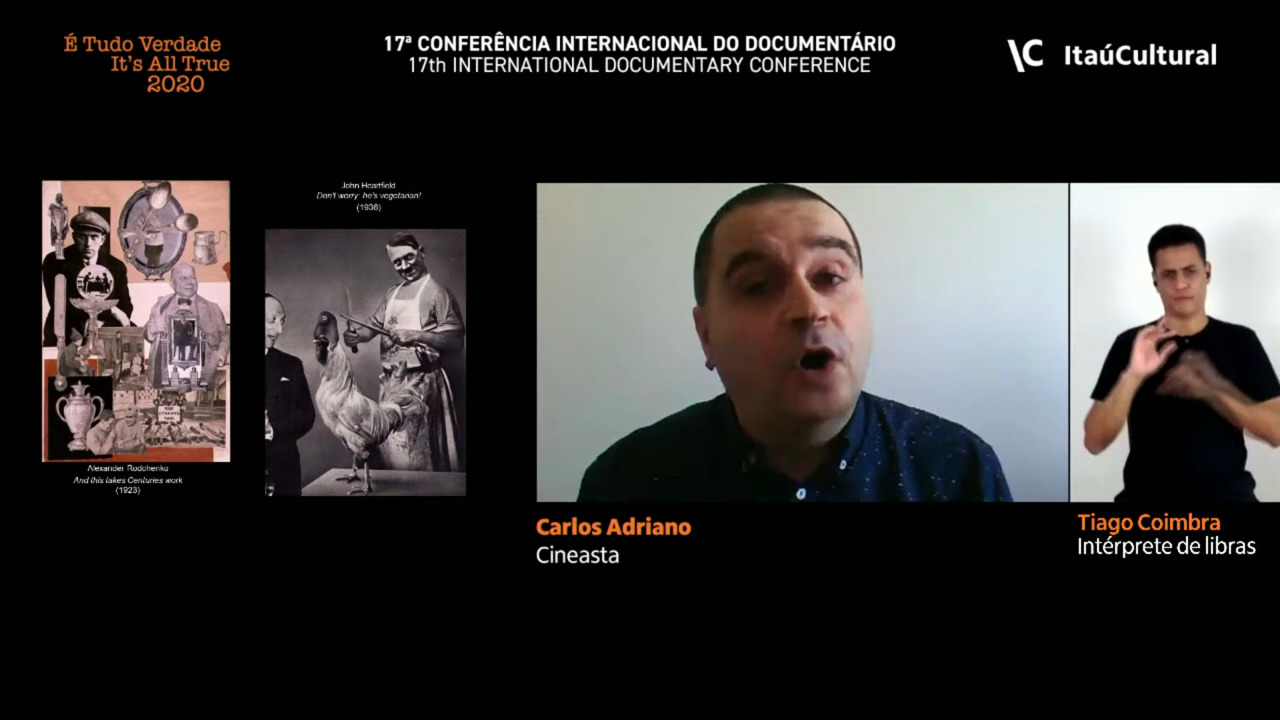 É Tudo Verdade
It's All True
2020
17ª CONFERÊNCIA INTERNACIONAL DO DOCUMENTÁRIO
17th INTERNATIONAL DOCUMENTARY CONFERENCE
\C ItaúCultural
John Heartfield
Don't worry: he's vegetarian!
(1936)
Alexander Rodchenko
And this takes Centuries work
(1923)
Carlos Adriano
Cineasta
Tiago Coimbra
Intérprete de libras